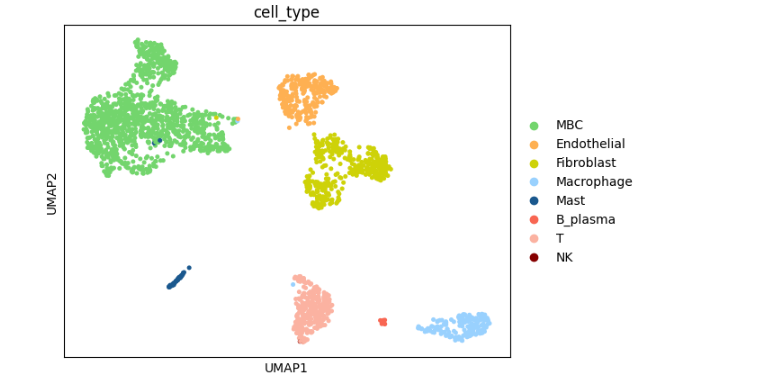 cell_type
UMAP2
UMAP1
MBC
Endothelial
Fibroblast
Macrophage
Mast
B_plasma
T
NK